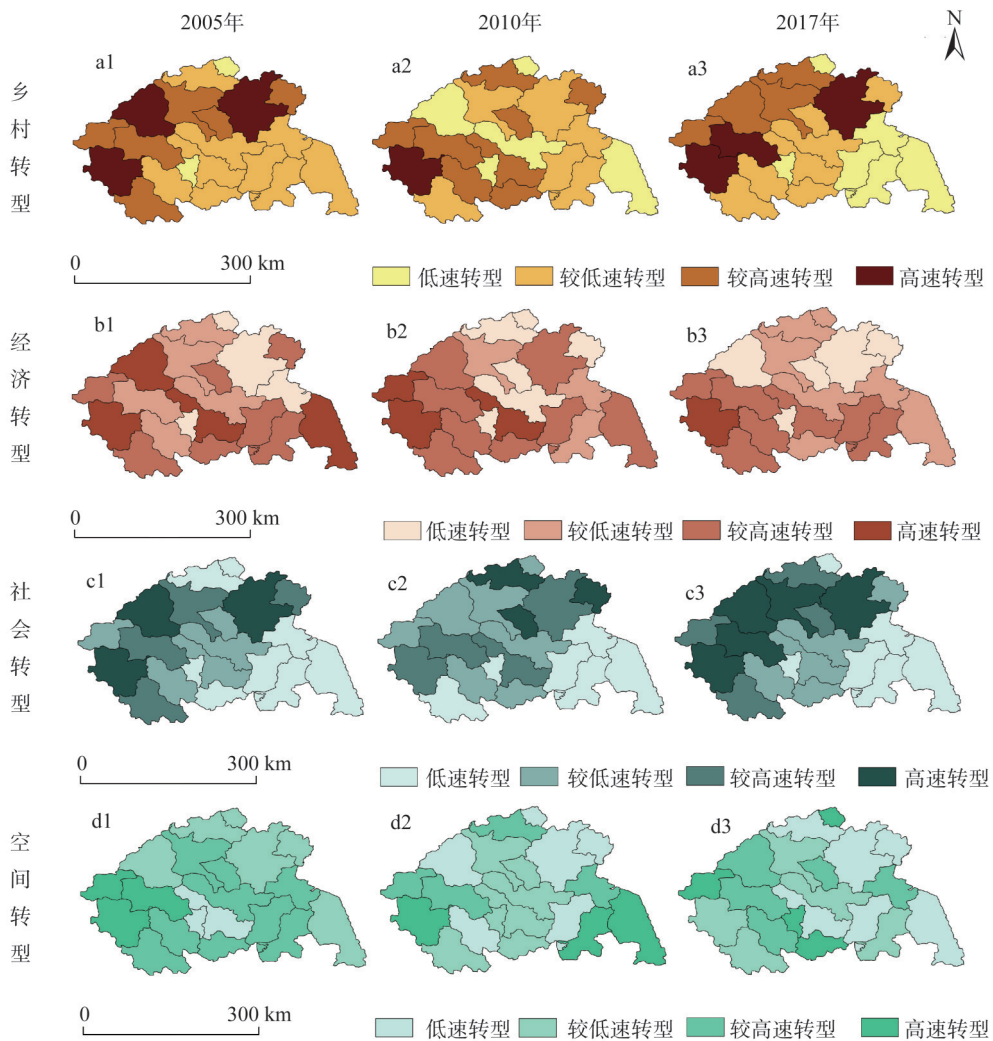 2005年 2010年 2017年
N
乡村转型
a1 a2 a3
0 300 km
低速转型 较低速转型 较高速转型 高速转型
经济转型
b1 b2 b3
0 300 km
低速转型 较低速转型 较高速转型 高速转型
社会转型
c1 c2 c3
0 300 km
低速转型 较低速转型 较高速转型 高速转型
空间转型
d1 d2 d3
0 300 km
低速转型 较低速转型 较高速转型 高速转型